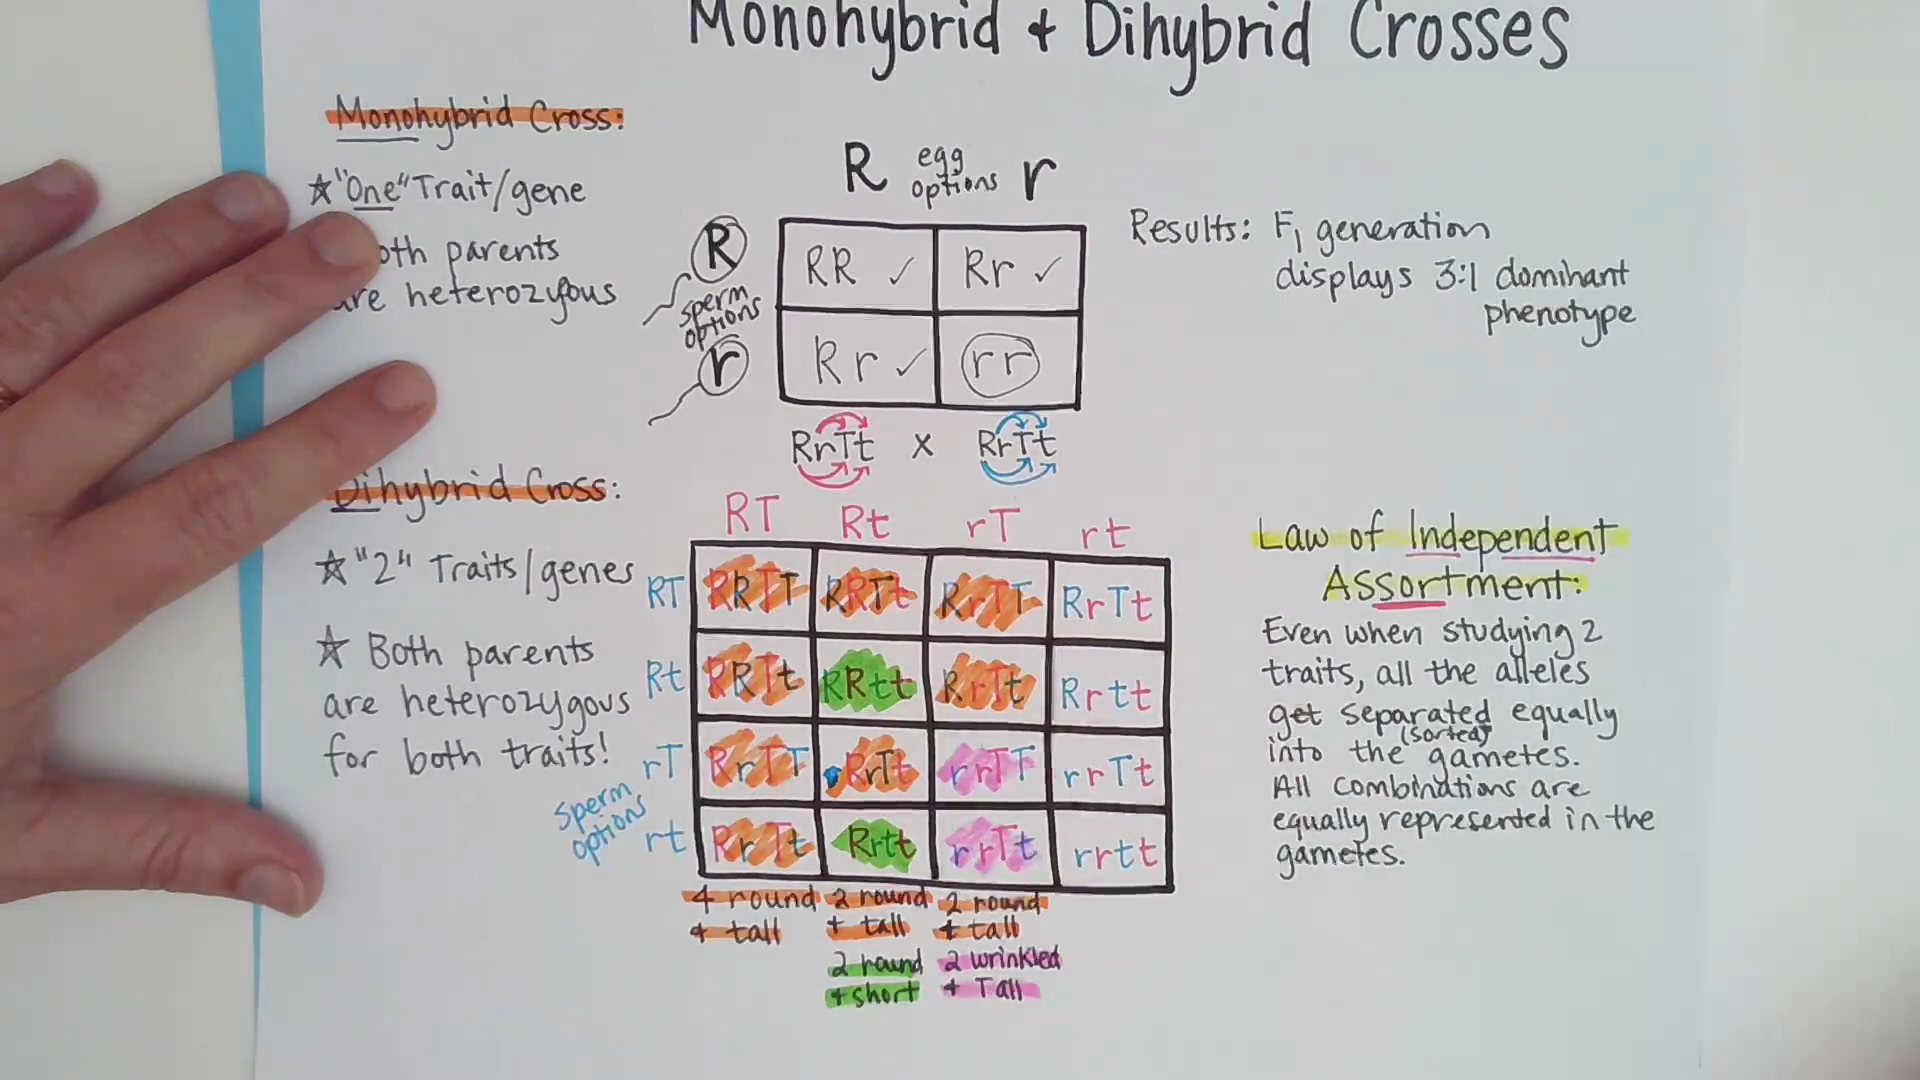 Monohybrid + Dihybrid Crosses
Monohybrid Cross:
"One" Trait/gene
oth parents
are heterozyous
R egg options r
R
sperm options
r
RR ✓ Rr ✓
Rr ✓ rr
Results: F1 generation
displays 3:1 dominant
phenotype
RrTt x RrTt
Dihybrid Cross:
"2" Traits/genes
Both parents
are heterozygous
for both traits!
RT Rt rT rt
RT RRTT RRTt RrTT RrTt
Rt RRTt RRtt RrTt Rrtt
rT RrTT RrTt rrTT rrTt
rt RrTt Rrtt rrTt rrtt
sperm
options
4 round
+ tall
2 round
+ tall
2 round
+ short
2 round
+ tall
2 wrinkled
+ Tall
Law of Independent
Assortment:
Even when studying 2
traits, all the alleles
get separated equally
(sorted)
into the gametes.
All combinations are
equally represented in the
gametes.